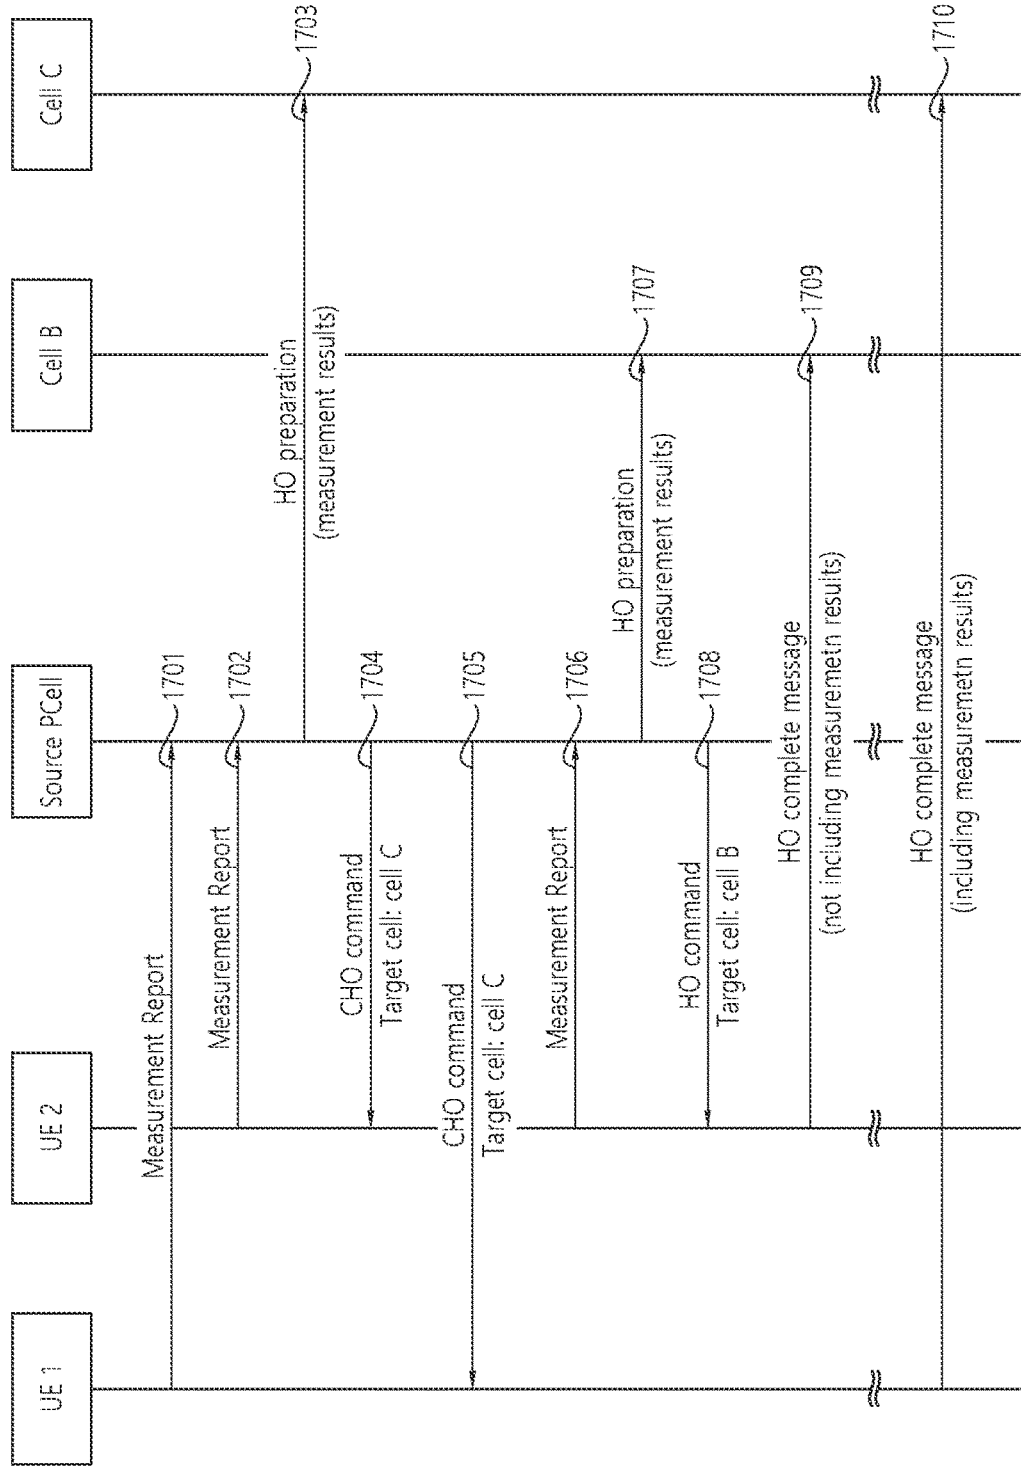 UE 1
UE 2
Source PCell
Cell B
Cell C
Measurement Report
1701
Measurement Report
1702
HO preparation
(measurement results)
1703
CHO command
Target cell: cell C
1704
CHO command
Target cell: cell C
1705
Measurement Report
1706
HO preparation
(measurement results)
1707
HO command
Target cell: cell B
1708
HO complete message
(not including measuremetn results)
1709
HO complete message
(including measuremetn results)
1710